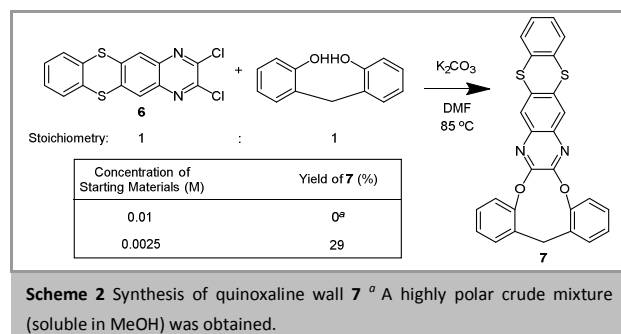 S
S
N
N
Cl
Cl
6
+
OHHO
K2CO3
DMF
85 ºC
Stoichiometry: 1 : 1
Concentration of Starting Materials (M)
Yield of 7 (%)
0.01 0a
0.0025 29
S
S
N
N
O
O
7
Scheme 2 Synthesis of quinoxaline wall 7 a A highly polar crude mixture
(soluble in MeOH) was obtained.